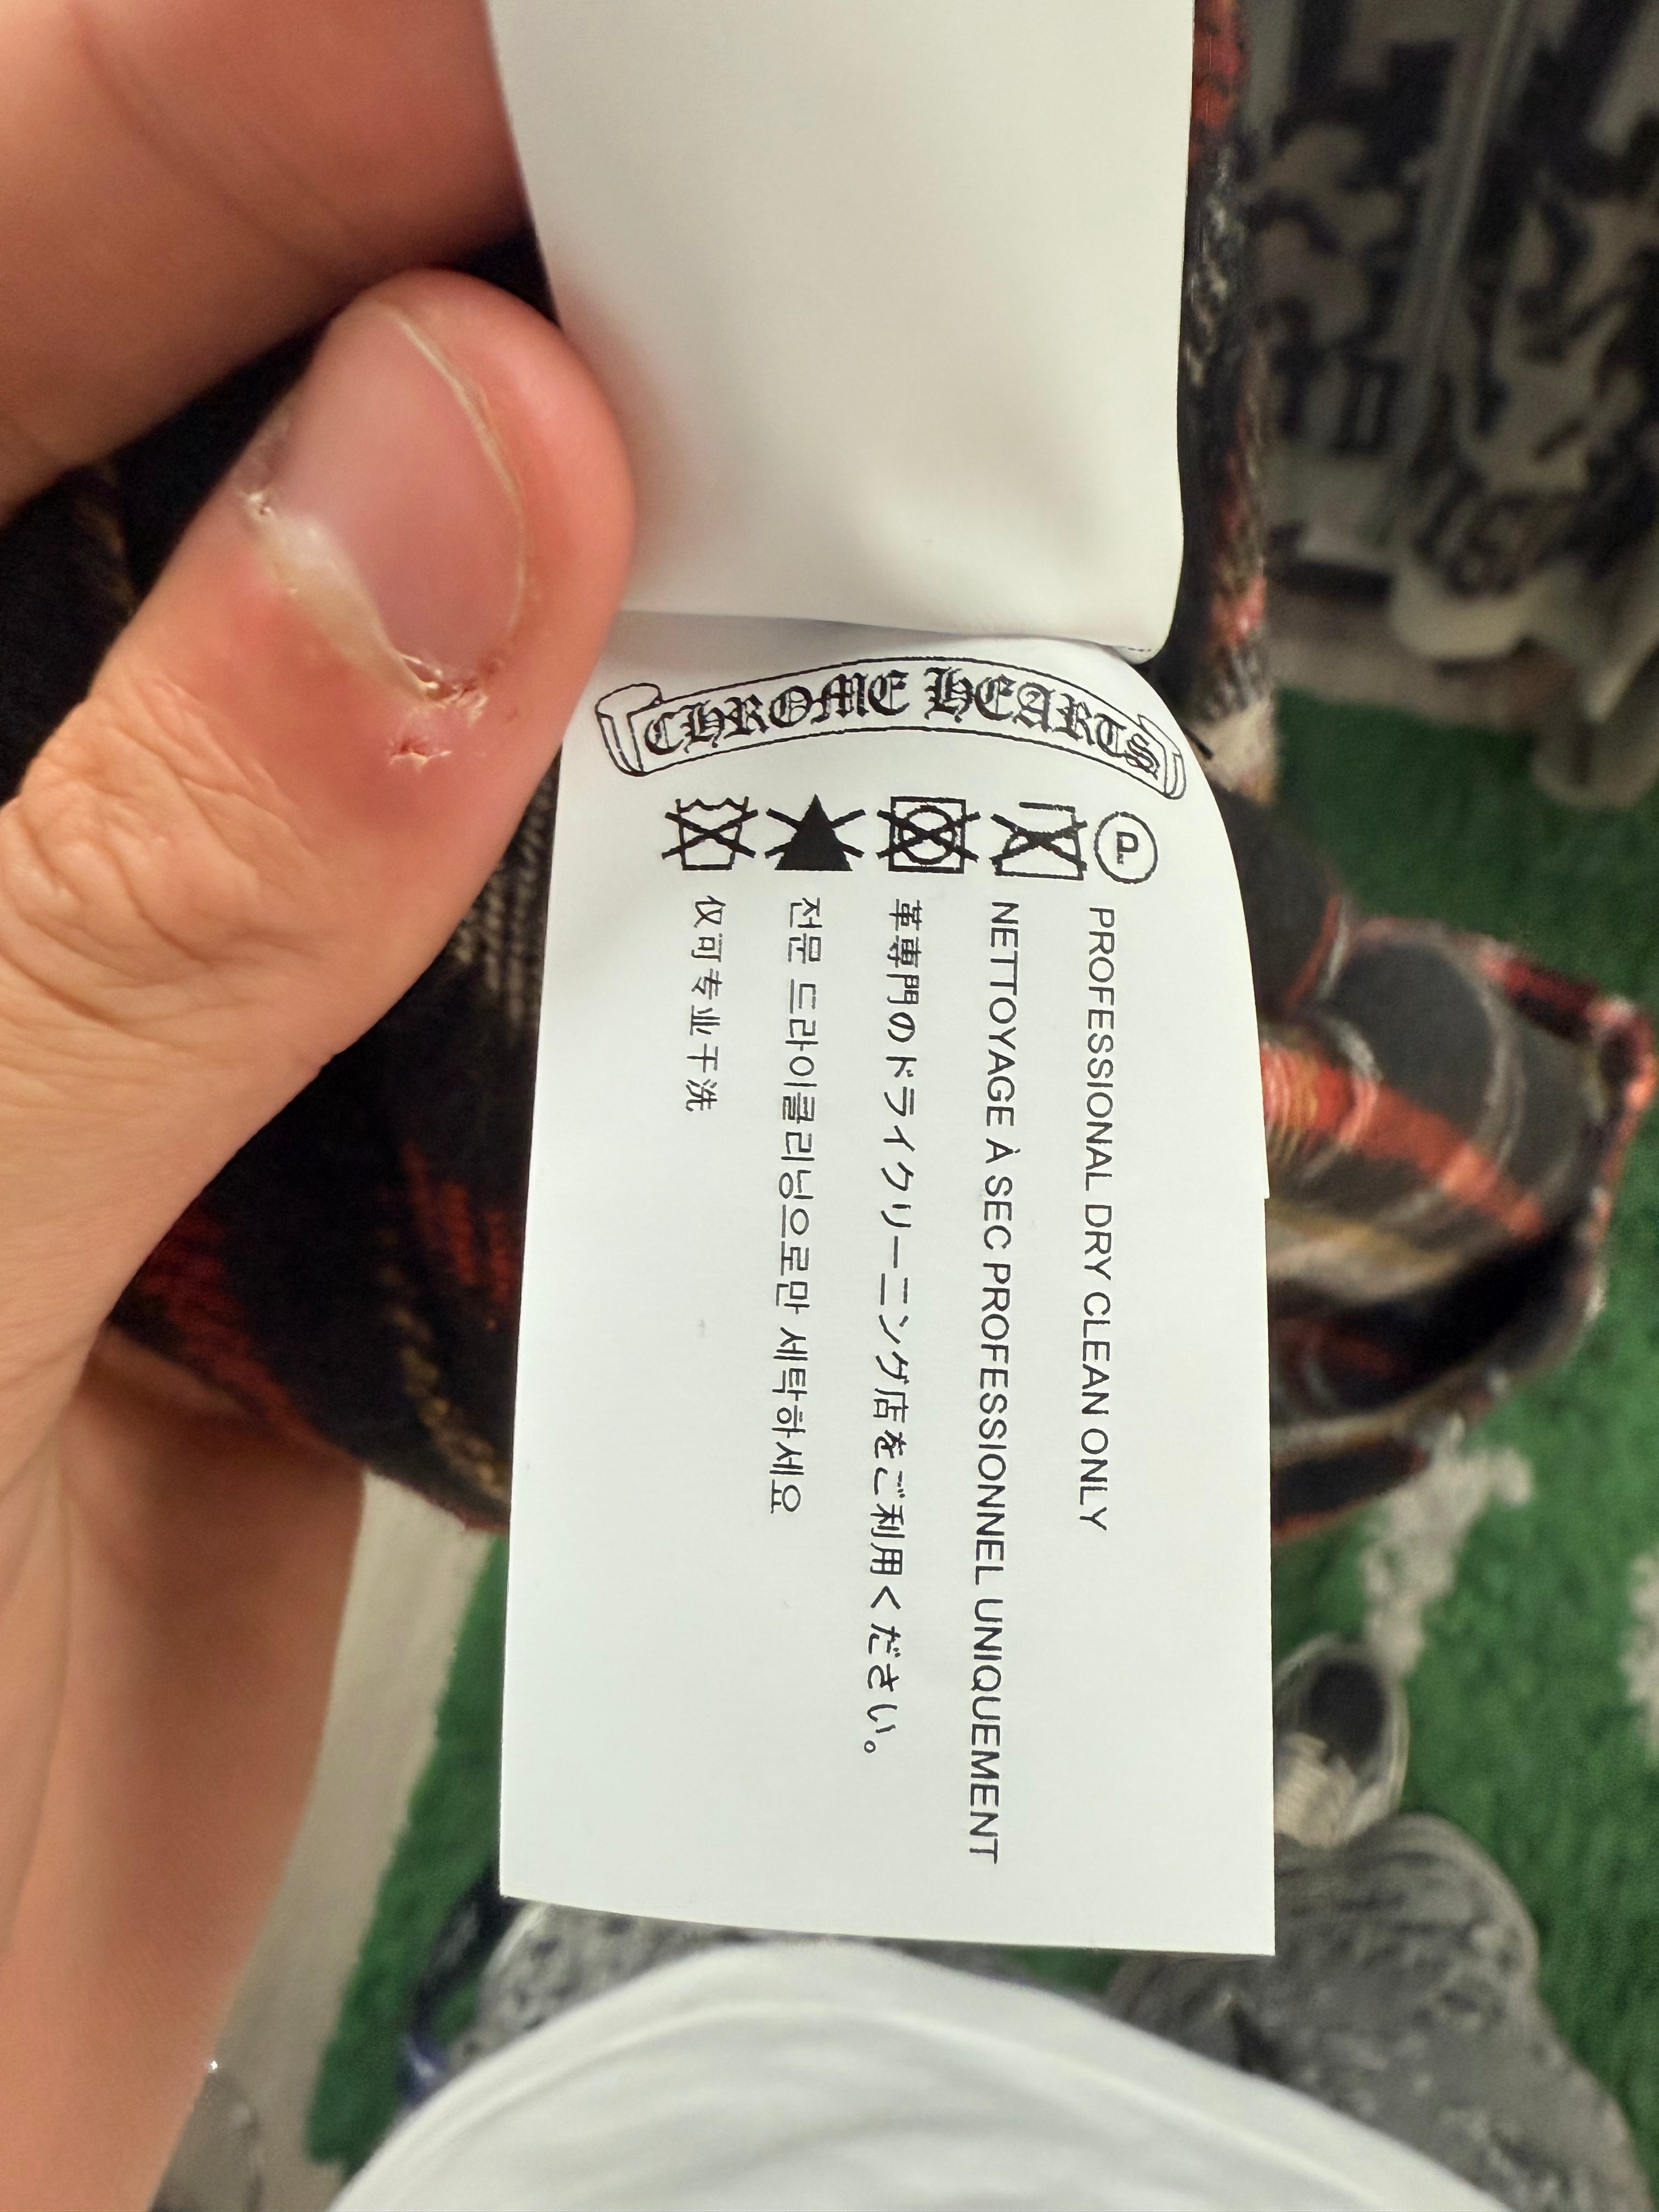 CHROME HEARTS
P
PROFESSIONAL DRY CLEAN ONLY
NETTOYAGE À SEC PROFESSIONNEL UNIQUEMENT
革専門のドライクリーニング店をご利用ください。
전문 드라이클리닝으로만 세탁하세요
仅可专业干洗